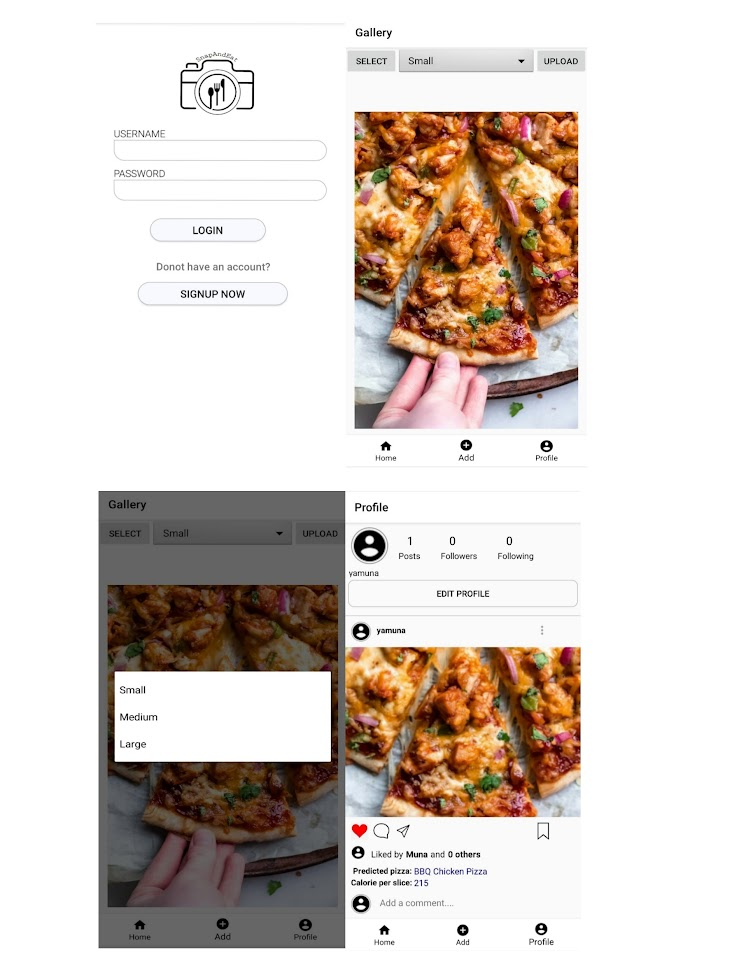 SnapAndEat
USERNAME
PASSWORD
LOGIN
Donot have an account?
SIGNUP NOW
Gallery
SELECT Small UPLOAD
Home Add Profile
Gallery
SELECT Small UPLOAD
Small
Medium
Large
Home Add Profile
Profile
1 0 0
Posts Followers Following
yamuna
EDIT PROFILE
yamuna
Liked by Muna and 0 others
Predicted pizza: BBQ Chicken Pizza
Calorie per slice: 215
Add a comment....
Home Add Profile